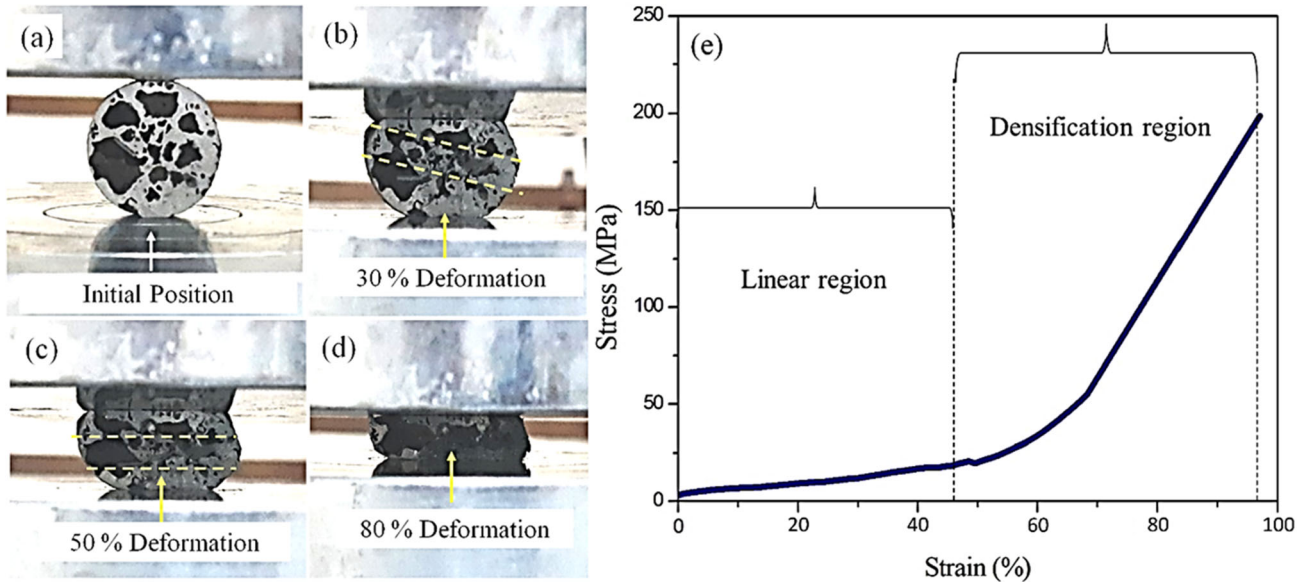 (a)
Initial Position
(b)
30 % Deformation
(c)
50 % Deformation
(d)
80 % Deformation
(e)
250
200
150
100
50
0
Stress (MPa)
Linear region
Densification region
0 20 40 60 80 100
Strain (%)